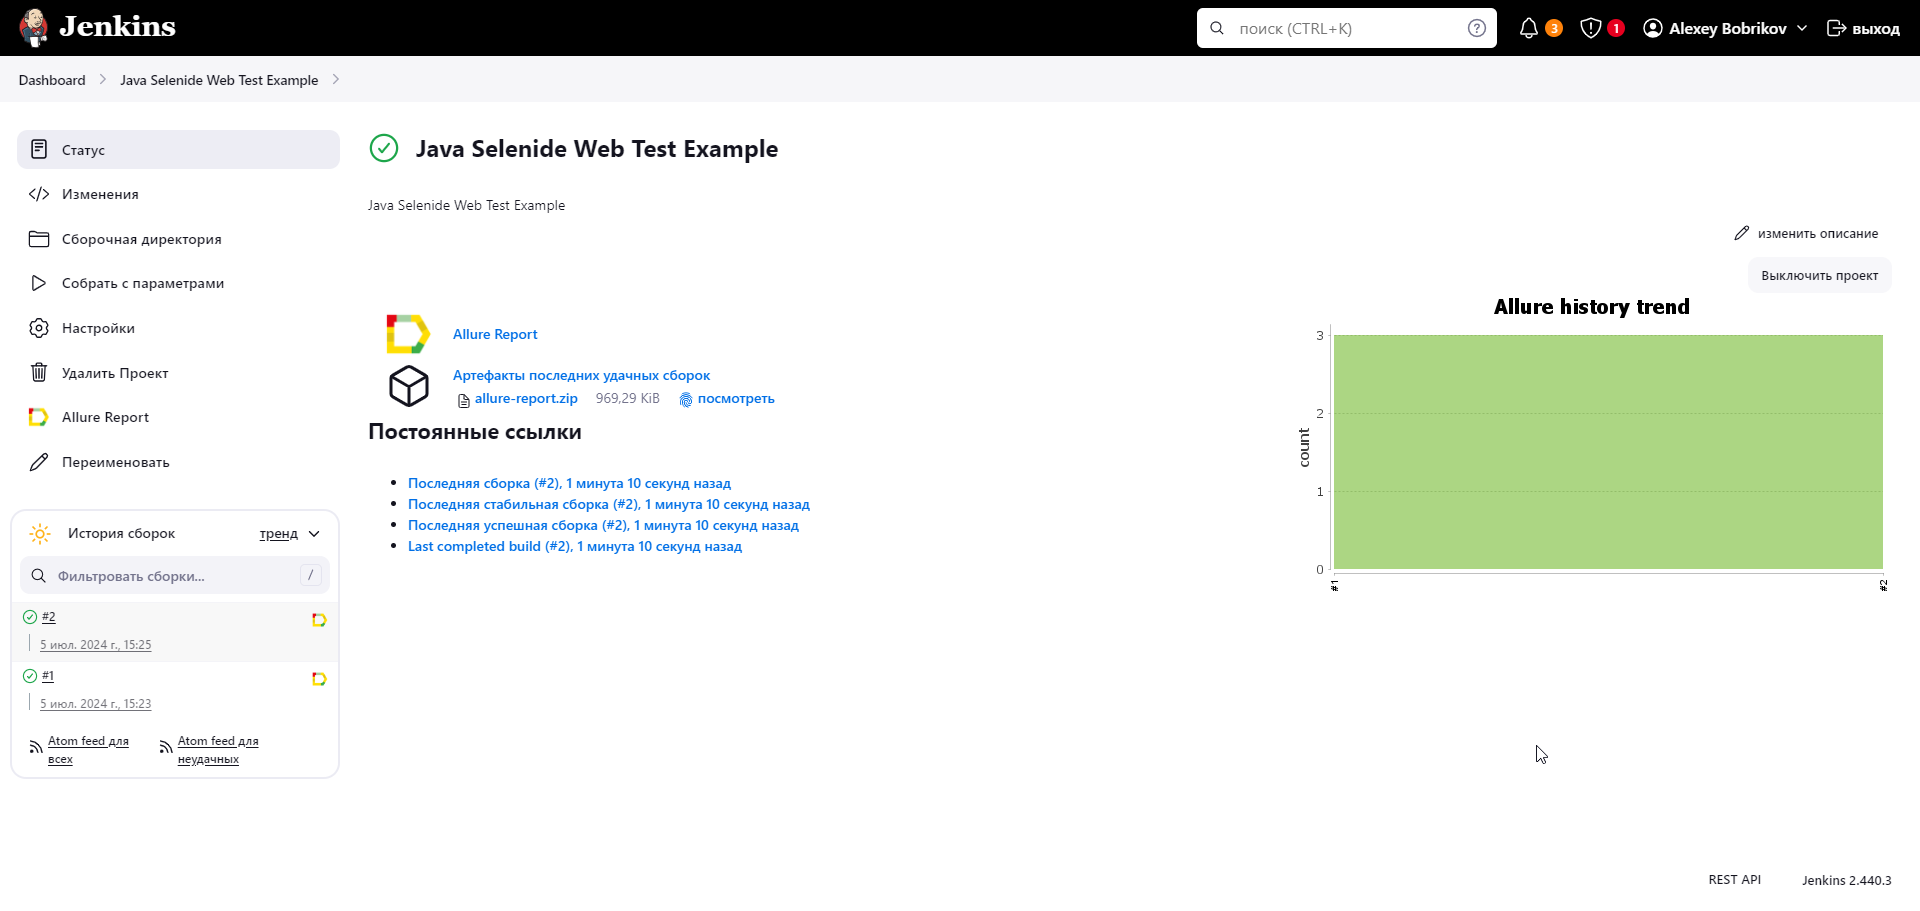 Jenkins
поиск (CTRL+K)
3
1
Alexey Bobrikov
выход
Dashboard
Java Selenide Web Test Example
Статус
Изменения
Сборочная директория
Собрать с параметрами
Настройки
Удалить Проект
Allure Report
Переименовать
История сборок
тренд
Фильтровать сборки...
/
#2
5 июл. 2024 г., 15:25
#1
5 июл. 2024 г., 15:23
Atom feed для
всех
Atom feed для
неудачных
Java Selenide Web Test Example
Java Selenide Web Test Example
изменить описание
Выключить проект
Allure Report
Артефакты последних удачных сборок
allure-report.zip 969,29 KiB посмотреть
Постоянные ссылки
Последняя сборка (#2), 1 минута 10 секунд назад
Последняя стабильная сборка (#2), 1 минута 10 секунд назад
Последняя успешная сборка (#2), 1 минута 10 секунд назад
Last completed build (#2), 1 минута 10 секунд назад
Allure history trend
3
2
1
0
count
#1
#2
REST API
Jenkins 2.440.3